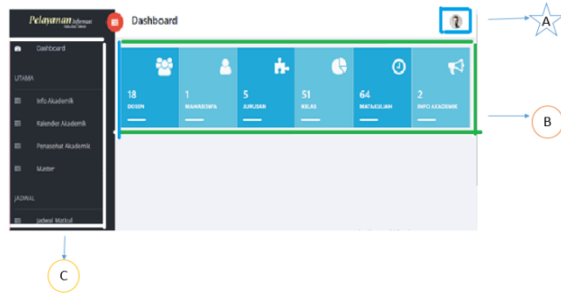 Pelayanan Informasi
Dashboard
A
Dashboard
UTAMA
Info Akademik
Kalender Akademik
Penasehat Akademik
Master
JADWAL
Jadwal Matkul
18
DOSEN
1
MAHASISWA
5
JURUSAN
51
KELAS
64
MATAKULIAH
2
INFO AKADEMIK
B
C